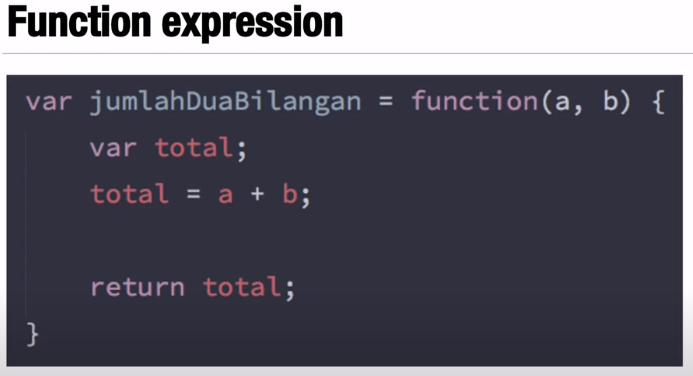 Function expression
var jumlahDuaBilangan = function(a, b) {
    var total;
    total = a + b;
    return total;
}